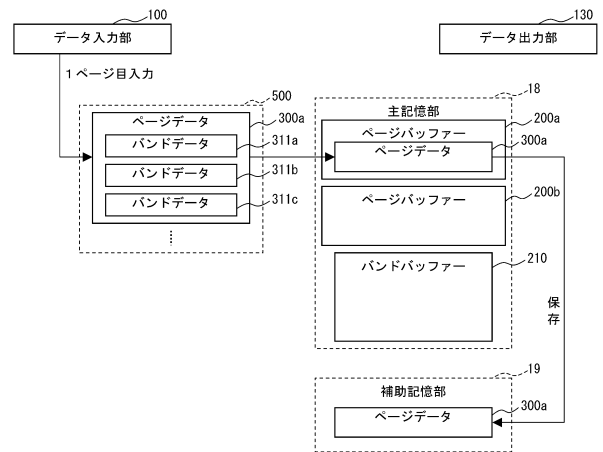 100
データ入力部
130
データ出力部
1ページ目入力
500
ページデータ
300a
バンドデータ
311a
バンドデータ
311b
バンドデータ
311c
18
主記憶部
200a
ページバッファー
300a
ページデータ
200b
ページバッファー
210
バンドバッファー
保存
19
補助記憶部
300a
ページデータ